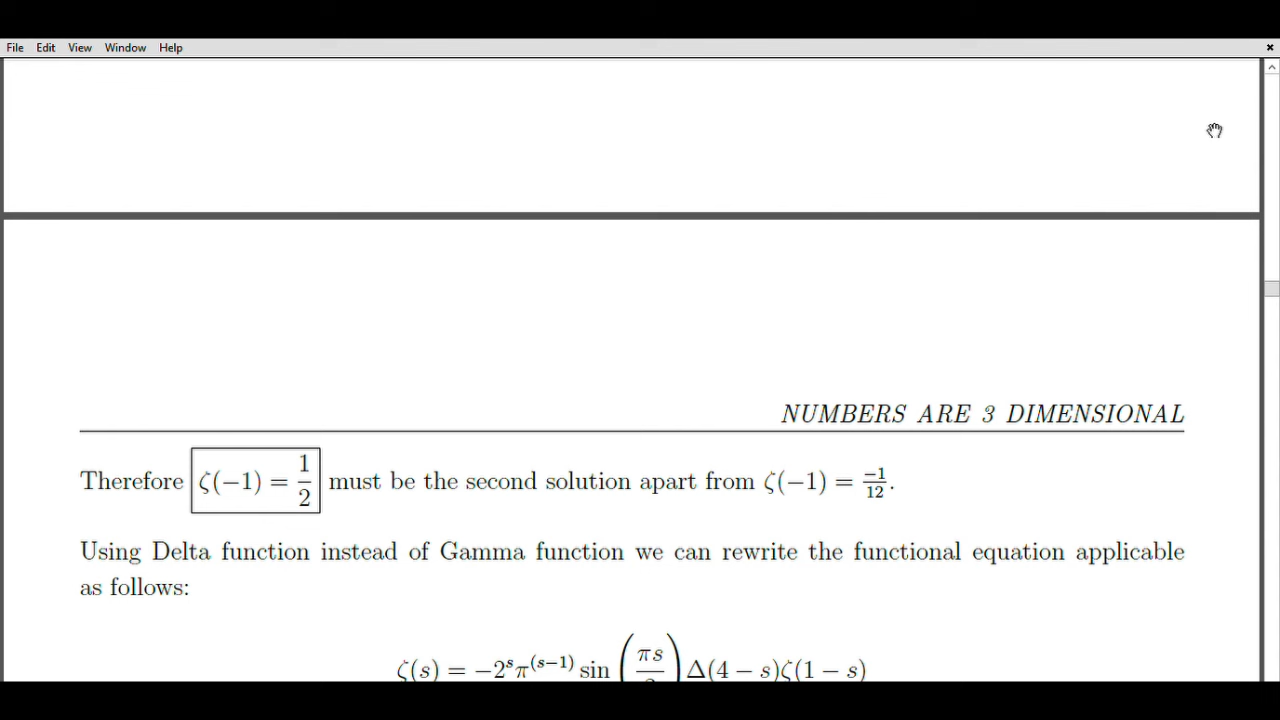 File Edit View Window Help
NUMBERS ARE 3 DIMENSIONAL
Therefore ζ(−1) = 1/2 must be the second solution apart from ζ(−1) = −1/12.
Using Delta function instead of Gamma function we can rewrite the functional equation applicable
as follows:
ζ(s) = −2^s π^(s−1) sin(πs/2) Δ(4 − s)ζ(1 − s)